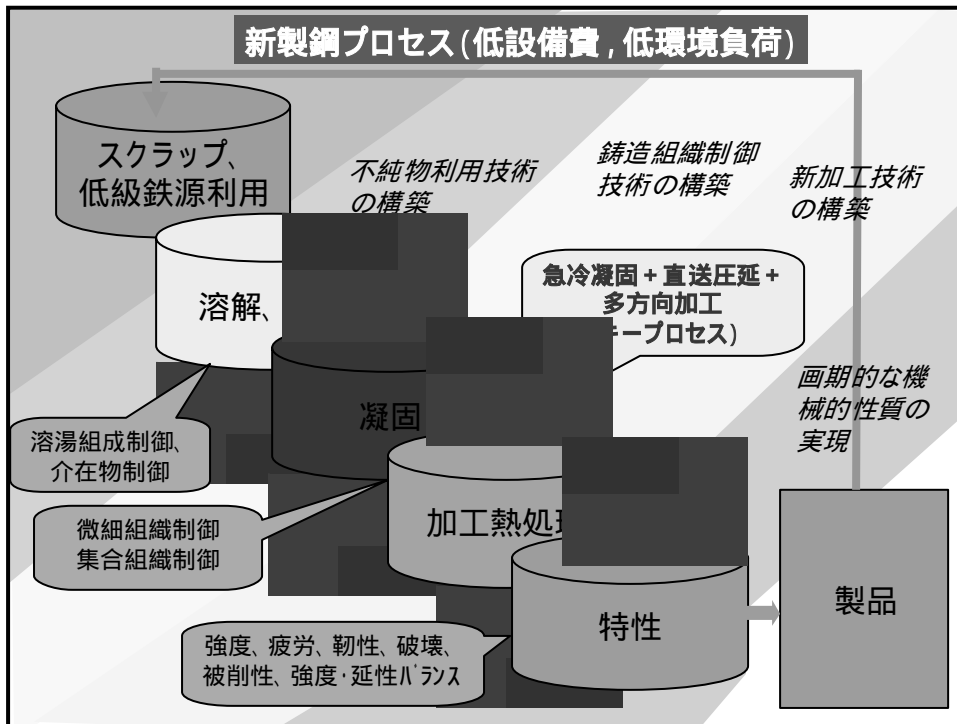 新製鋼プロセス(低設備費,低環境負荷)
スクラップ、
低級鉄源利用
不純物利用技術
の構築
鋳造組織制御
技術の構築
新加工技術
の構築
溶解、
急冷凝固+直送圧延+
多方向加工
キープロセス)
画期的な機
械的性質の
実現
凝固
溶湯組成制御、
介在物制御
微細組織制御
集合組織制御
加工熱処理
製品
特性
強度、疲労、靭性、破壊、
被削性、強度・延性バランス